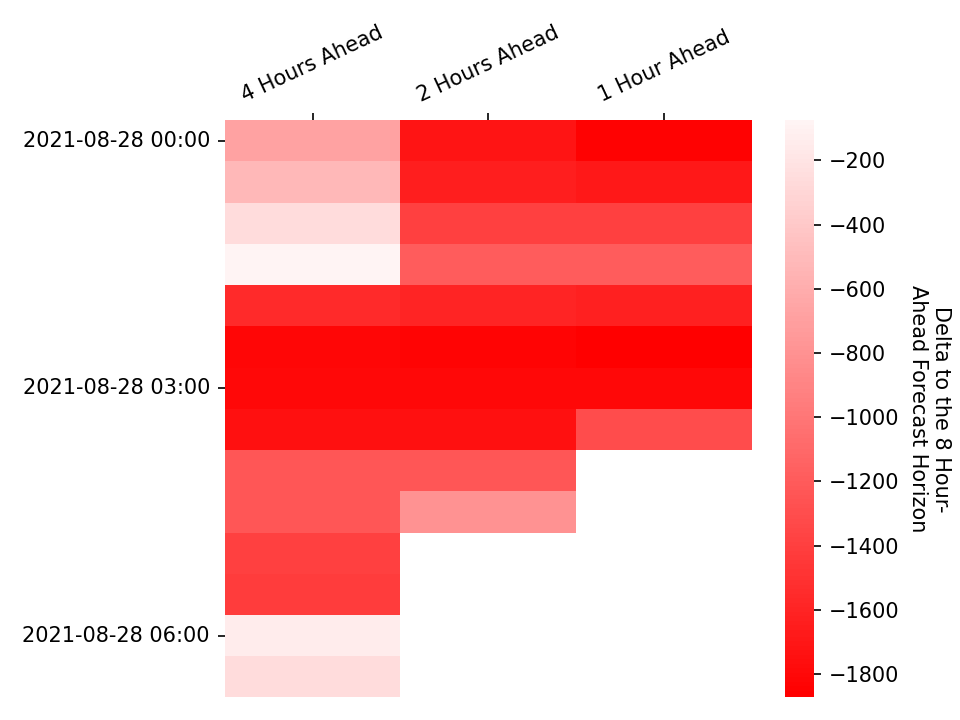 4 Hours Ahead
2 Hours Ahead
1 Hour Ahead
2021-08-28 00:00
2021-08-28 03:00
2021-08-28 06:00
−200
−400
−600
−800
−1000
−1200
−1400
−1600
−1800
Delta to the 8 Hour-
Ahead Forecast Horizon